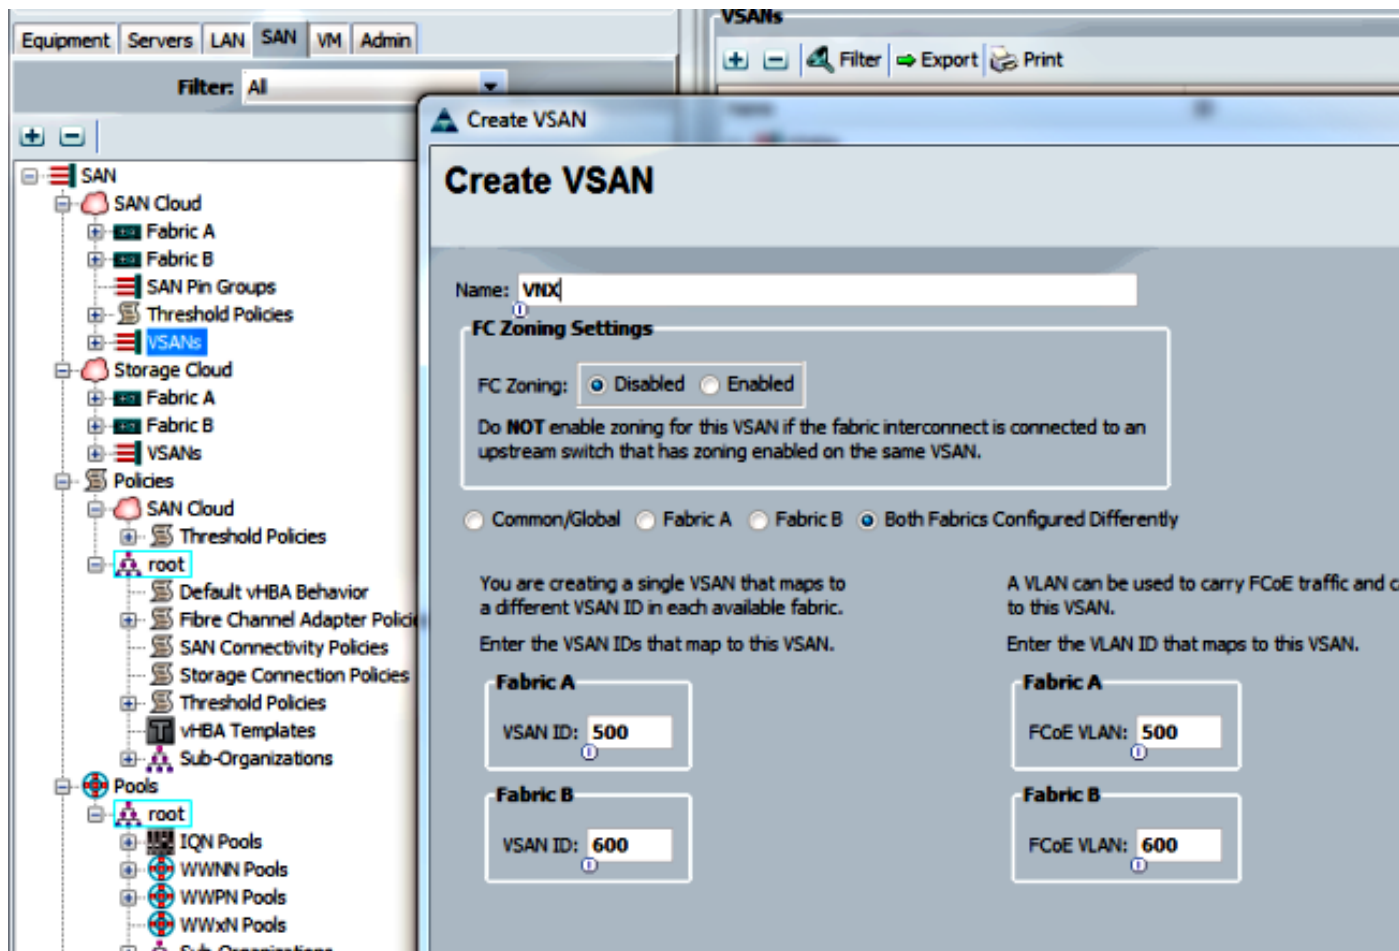 Equipment Servers LAN SAN VM Admin
Filter: All
SAN
SAN Cloud
Fabric A
Fabric B
SAN Pin Groups
Threshold Policies
VSANs
Storage Cloud
Fabric A
Fabric B
VSANs
Policies
SAN Cloud
Threshold Policies
root
Default vHBA Behavior
Fibre Channel Adapter Policie
SAN Connectivity Policies
Storage Connection Policies
Threshold Policies
vHBA Templates
Sub-Organizations
Pools
root
IQN Pools
WWNN Pools
WWPN Pools
WWxN Pools
Sub-Organizations
VSANs
Filter Export Print
Create VSAN
Create VSAN
Name: VNX
FC Zoning Settings
FC Zoning: Disabled Enabled
Do NOT enable zoning for this VSAN if the fabric interconnect is connected to an
upstream switch that has zoning enabled on the same VSAN.
Common/Global Fabric A Fabric B Both Fabrics Configured Differently
You are creating a single VSAN that maps to
a different VSAN ID in each available fabric.
Enter the VSAN IDs that map to this VSAN.
Fabric A
VSAN ID: 500
Fabric B
VSAN ID: 600
A VLAN can be used to carry FCoE traffic and c
to this VSAN.
Enter the VLAN ID that maps to this VSAN.
Fabric A
FCoE VLAN: 500
Fabric B
FCoE VLAN: 600